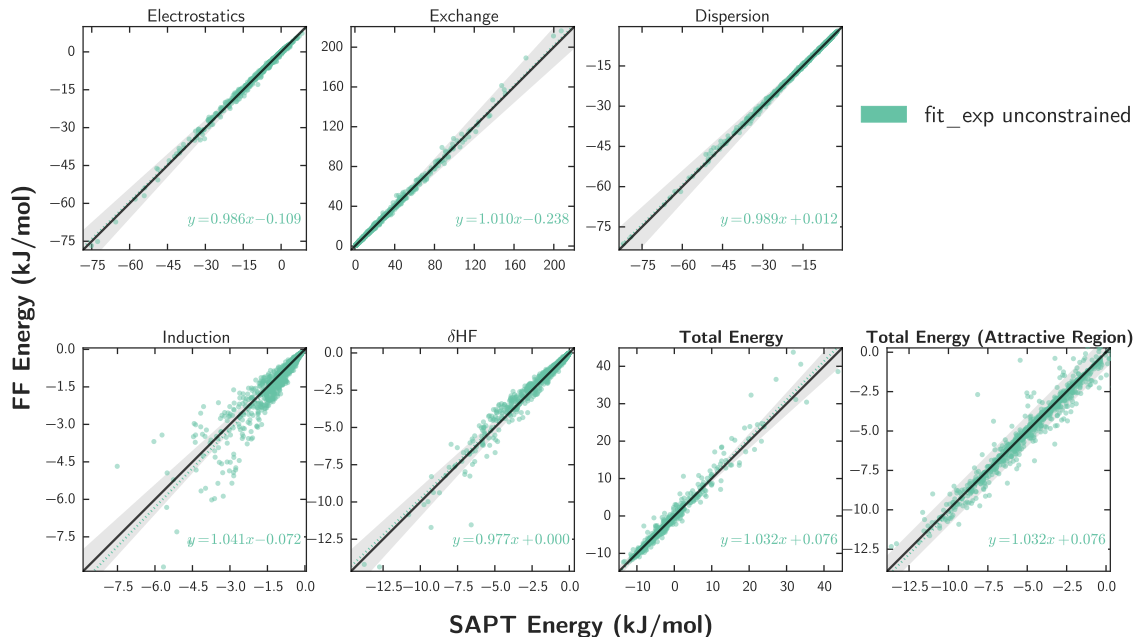 Electrostatics
Exchange
Dispersion
0
−15
−30
−45
−60
−75
y=0.986x−0.109
−75 −60 −45 −30 −15 0
200
160
120
80
40
0
y=1.010x−0.238
0 40 80 120 160 200
−15
−30
−45
−60
−75
y=0.989x+0.012
−75 −60 −45 −30 −15
fit_exp unconstrained
FF Energy (kJ/mol)
Induction
δHF
Total Energy
Total Energy (Attractive Region)
0.0
−1.5
−3.0
−4.5
−6.0
−7.5
y=1.041x−0.072
−7.5 −6.0 −4.5 −3.0 −1.5 0.0
0.0
−2.5
−5.0
−7.5
−10.0
−12.5
y=0.977x+0.000
−12.5 −10.0 −7.5 −5.0 −2.5 0.0
40
30
20
10
0
−10
y=1.032x+0.076
−10 0 10 20 30 40
0.0
−2.5
−5.0
−7.5
−10.0
−12.5
y=1.032x+0.076
−12.5 −10.0 −7.5 −5.0 −2.5 0.0
SAPT Energy (kJ/mol)